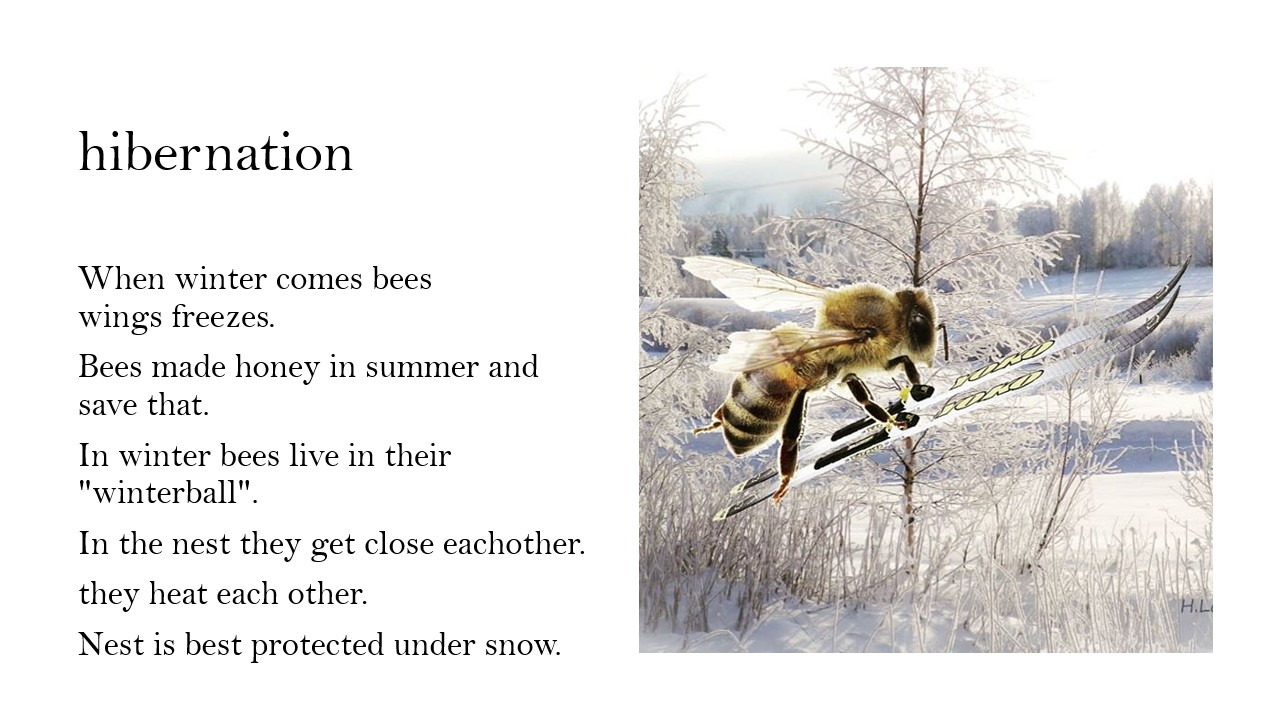 hibernation
When winter comes bees
wings freezes.
Bees made honey in summer and
save that.
In winter bees live in their
"winterball".
In the nest they get close eachother.
they heat each other.
Nest is best protected under snow.
JOKO
JOKO